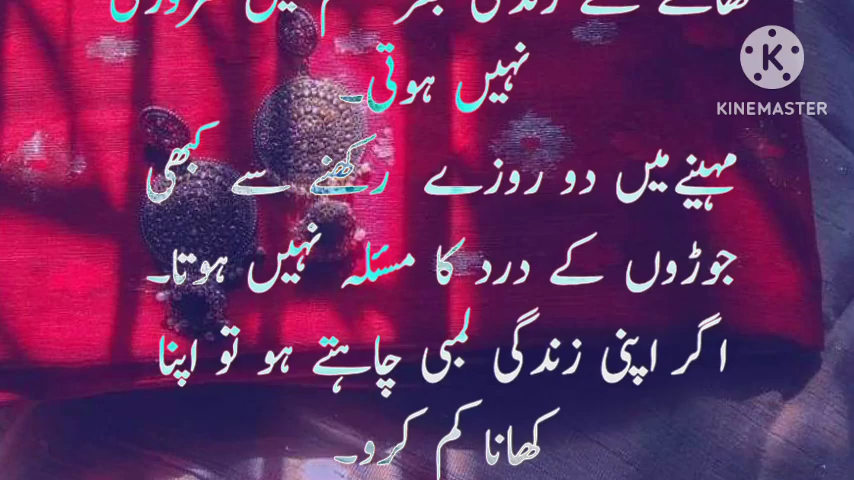 نہیں ہوتی۔
KINEMASTER
مہینے میں دو روزے رکھنے سے کبھی
جوڑوں کے درد کا مسئلہ نہیں ہوتا۔
اگر اپنی زندگی لمبی چاہتے ہو تو اپنا
کھانا کم کرو۔